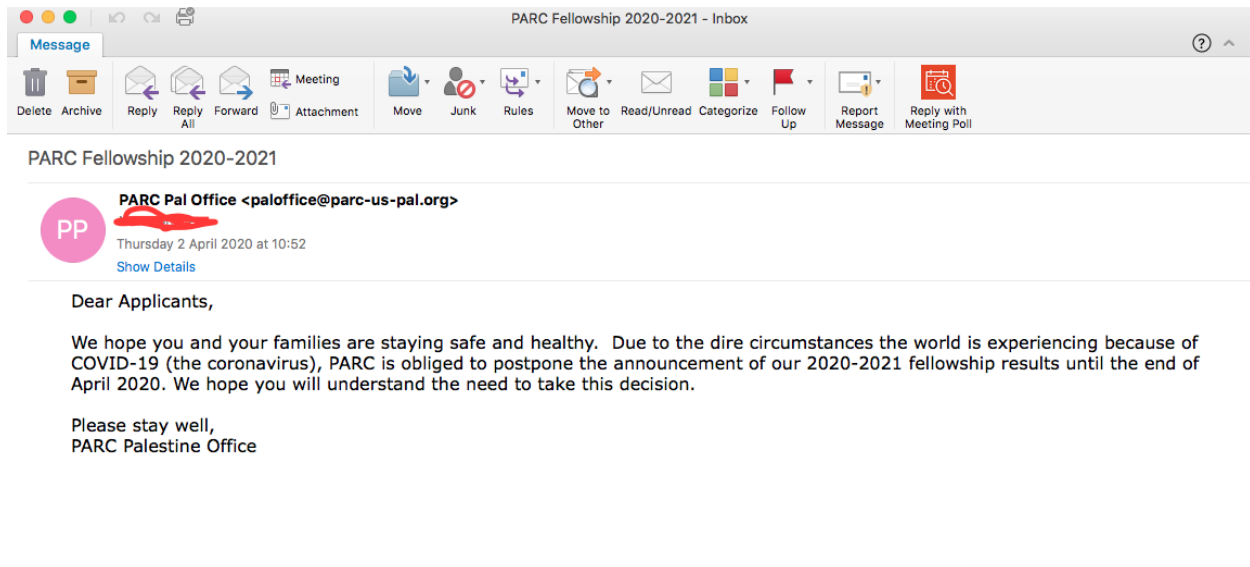 PARC Fellowship 2020-2021 - Inbox
Message
?
Delete Archive Reply Reply All Forward Meeting Attachment Move Junk Rules Move to Other Read/Unread Categorize Follow Up Report Message Reply with Meeting Poll
PARC Fellowship 2020-2021
PP
PARC Pal Office <paloffice@parc-us-pal.org>
Thursday 2 April 2020 at 10:52
Show Details
Dear Applicants,
We hope you and your families are staying safe and healthy.  Due to the dire circumstances the world is experiencing because of
COVID-19 (the coronavirus), PARC is obliged to postpone the announcement of our 2020-2021 fellowship results until the end of
April 2020. We hope you will understand the need to take this decision.
Please stay well,
PARC Palestine Office